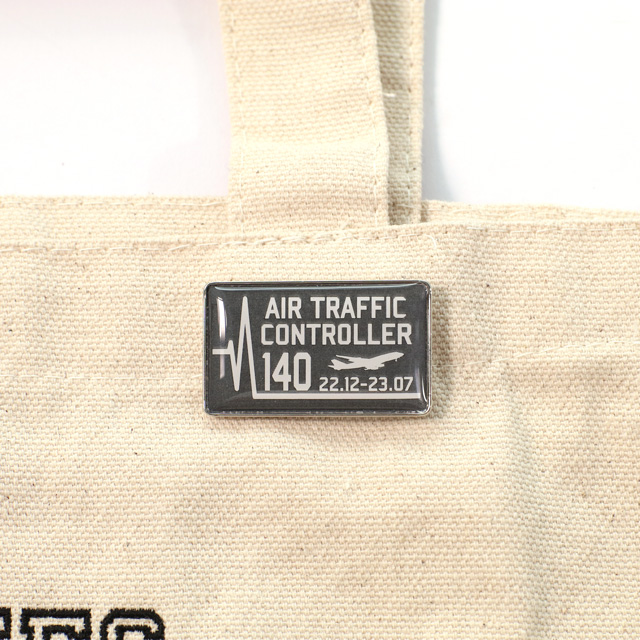 AIR TRAFFIC
CONTROLLER
140
22.12-23.07